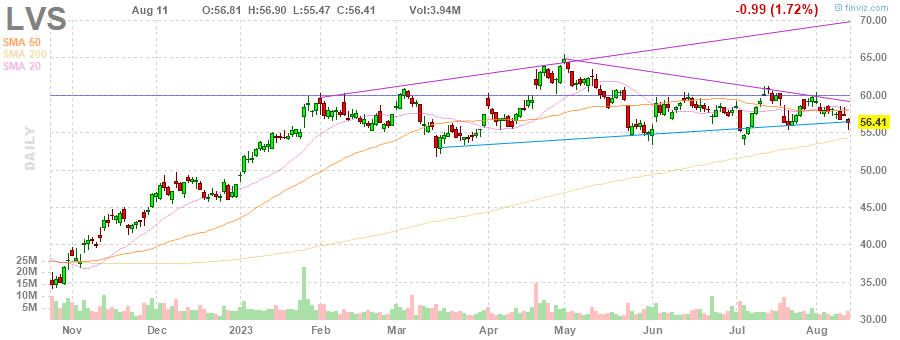 LVS Aug 11 O:56.81 H:56.90 L:55.47 C:56.41 Vol:3.94M -0.99 (1.72%) © finviz.com
SMA 50
SMA 200
SMA 20
DAILY
70.00
65.00
60.00
56.41
55.00
50.00
45.00
40.00
35.00
30.00
25M
20M
15M
10M
5M
Nov Dec 2023 Feb Mar Apr May Jun Jul Aug